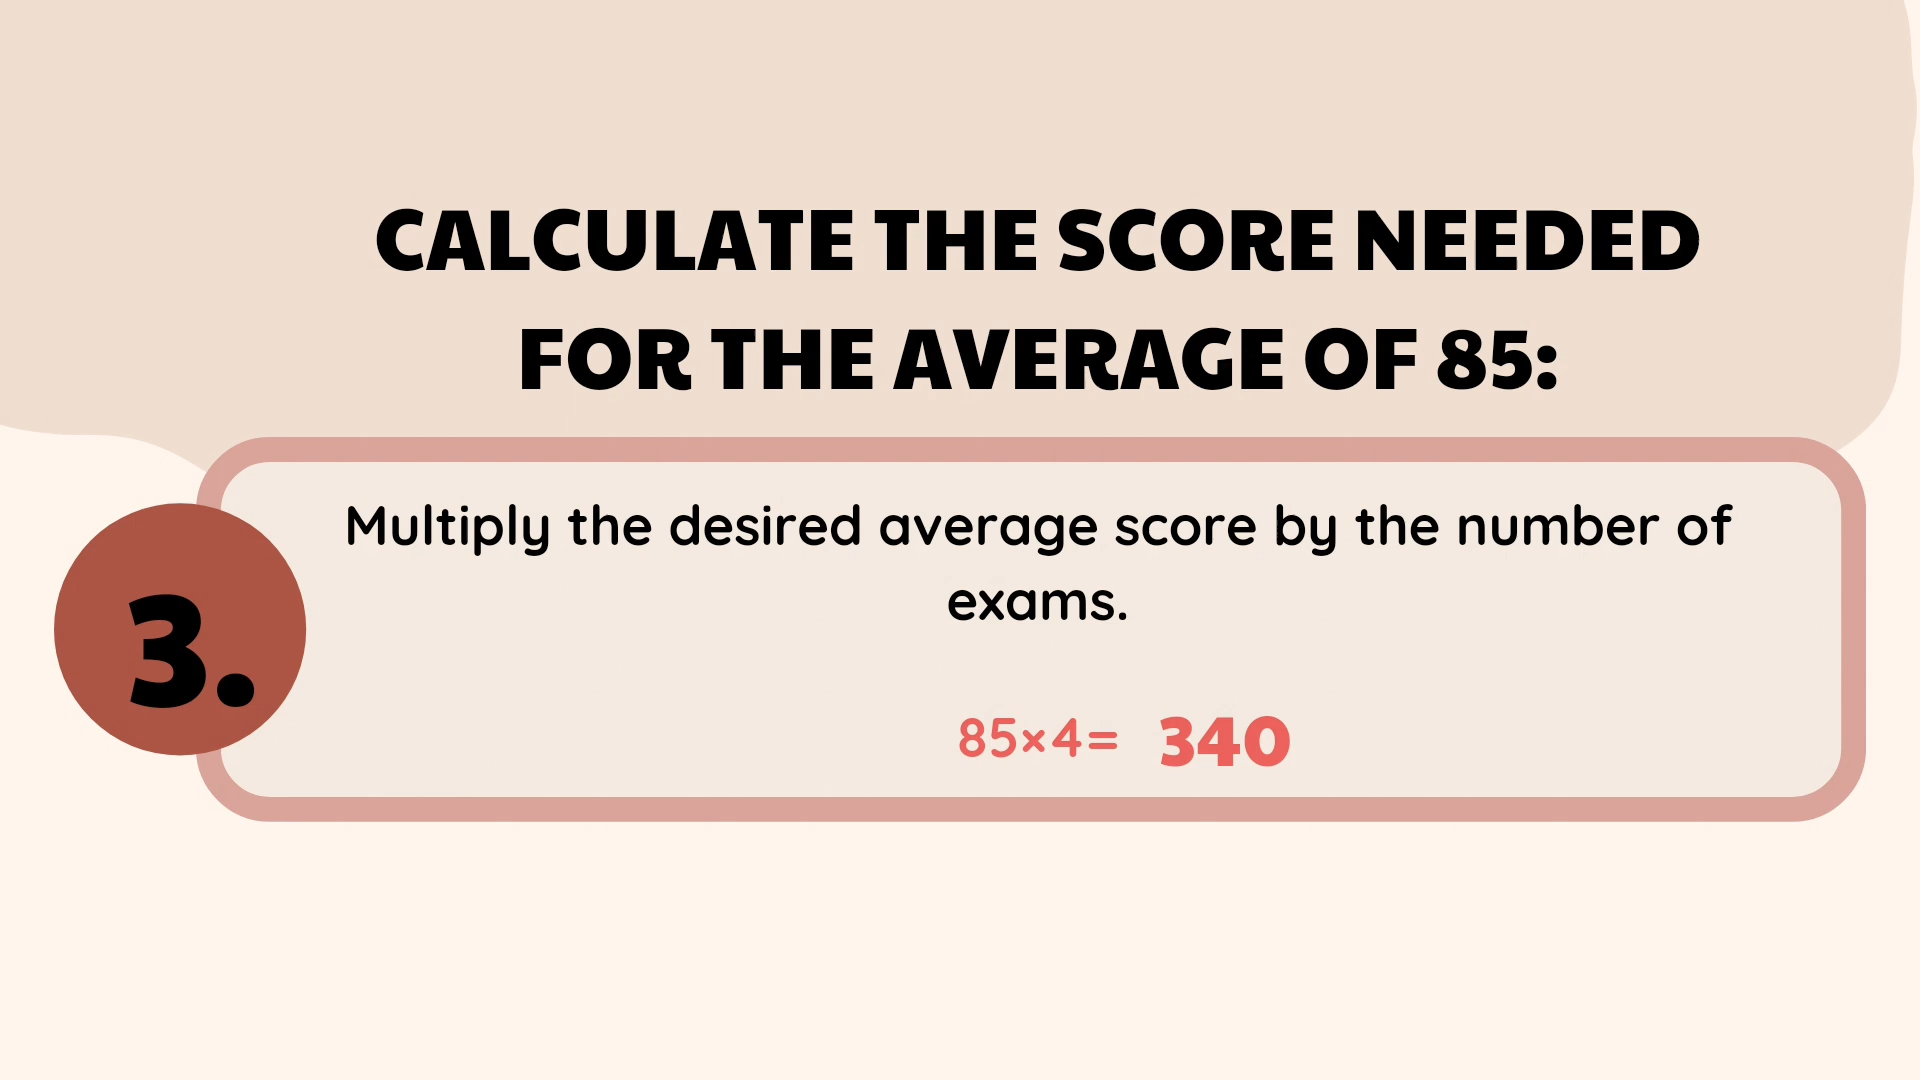 CALCULATE THE SCORE NEEDED
FOR THE AVERAGE OF 85:
3.
Multiply the desired average score by the number of
exams.
85×4= 340